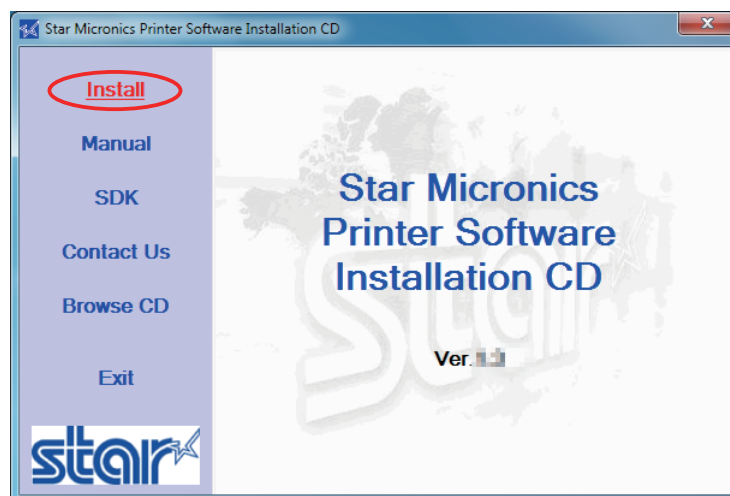 Star Micronics Printer Software Installation CD
Install
Manual
SDK
Contact Us
Browse CD
Exit
star
Star Micronics
Printer Software
Installation CD
Ver.
star